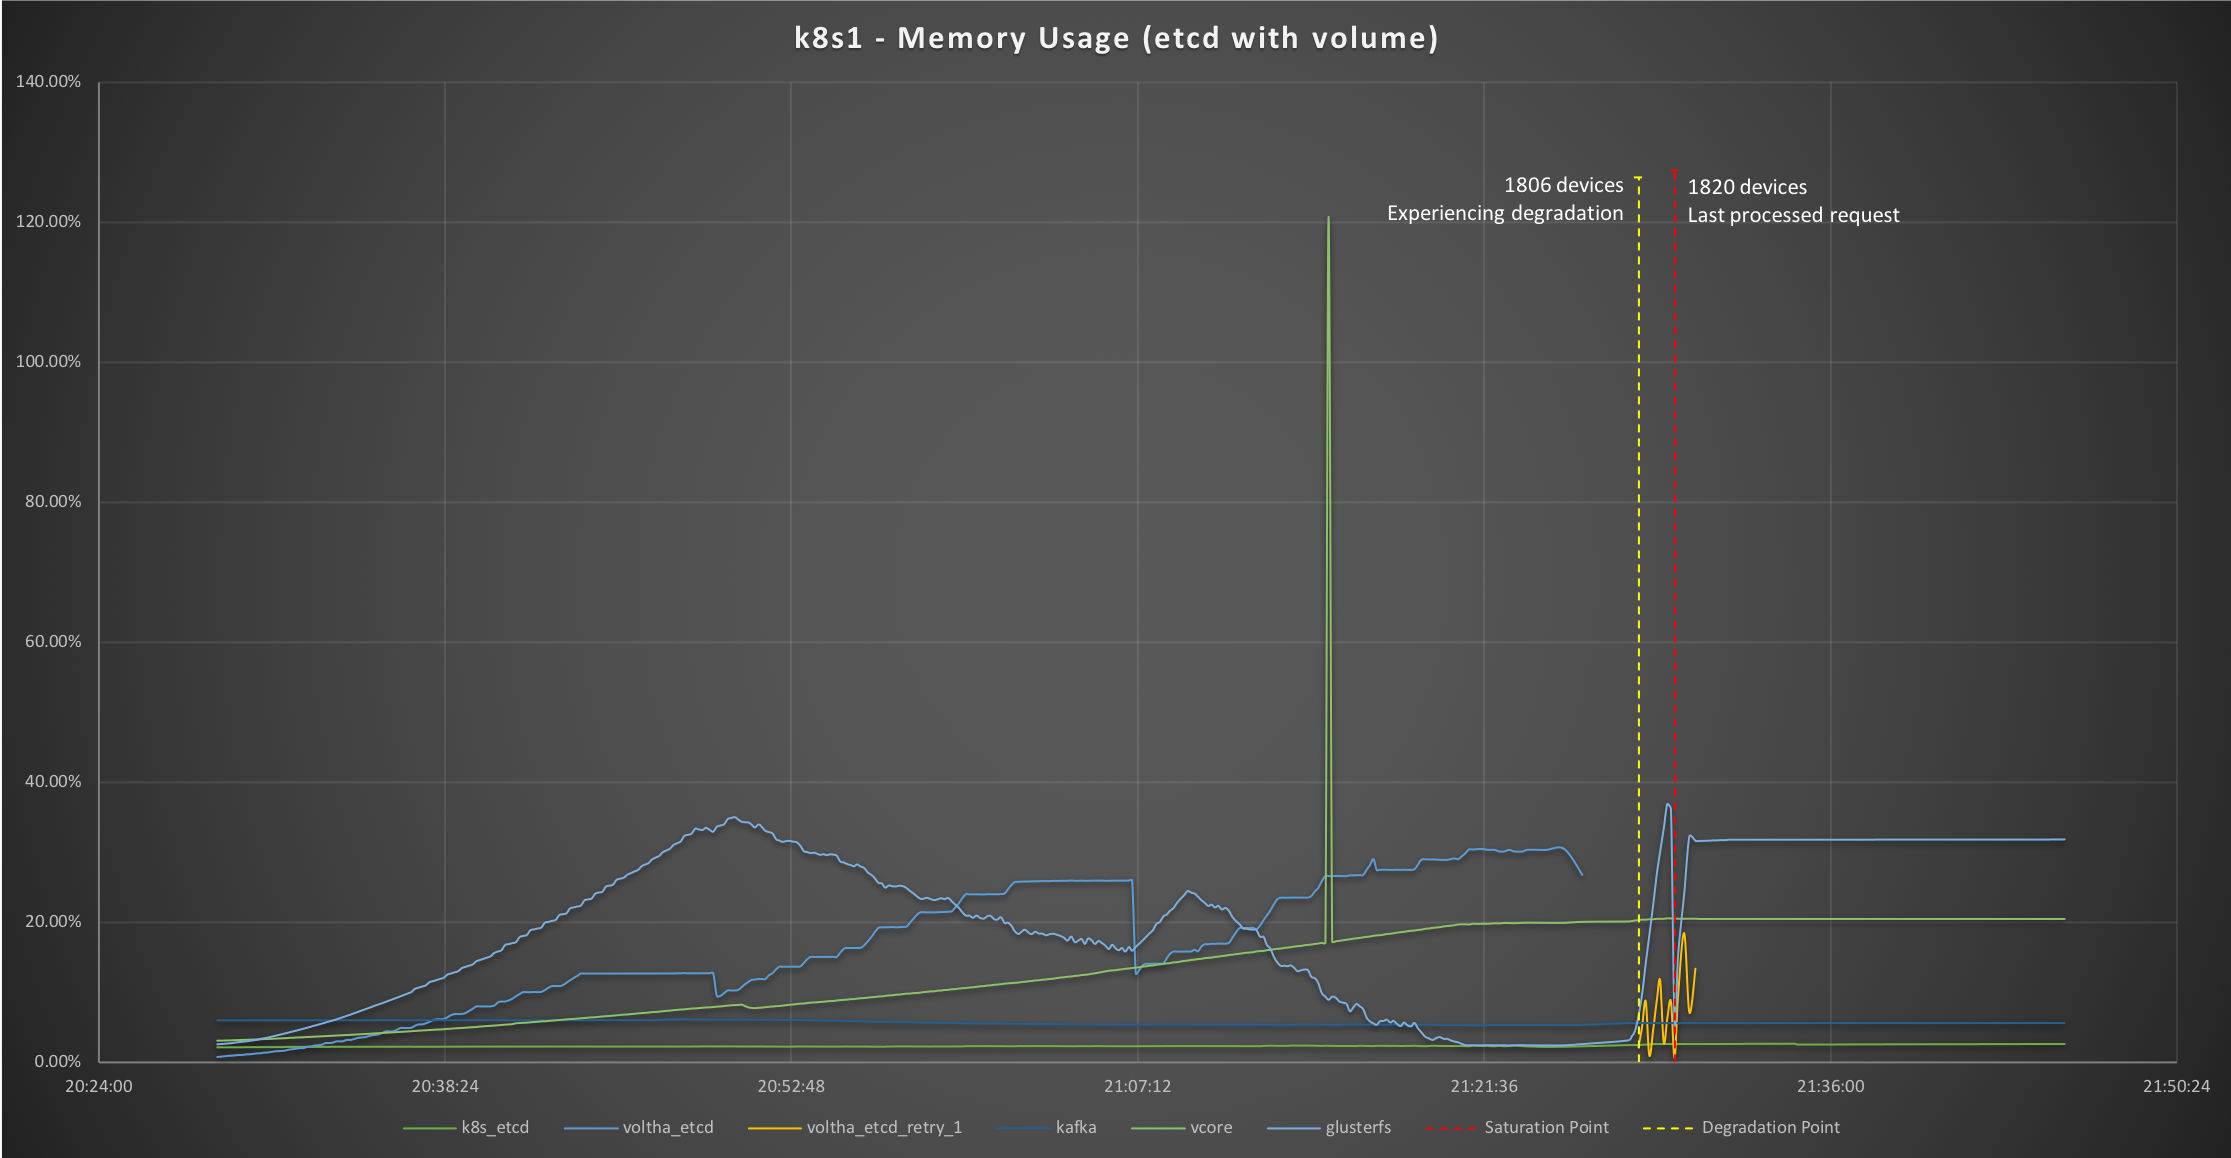 k8s1 - Memory Usage (etcd with volume)
140.00%
120.00%
100.00%
80.00%
60.00%
40.00%
20.00%
0.00%
1806 devices
Experiencing degradation
1820 devices
Last processed request
20:24:00 20:38:24 20:52:48 21:07:12 21:21:36 21:36:00 21:50:24
k8s_etcd voltha_etcd voltha_etcd_retry_1 kafka vcore glusterfs Saturation Point Degradation Point